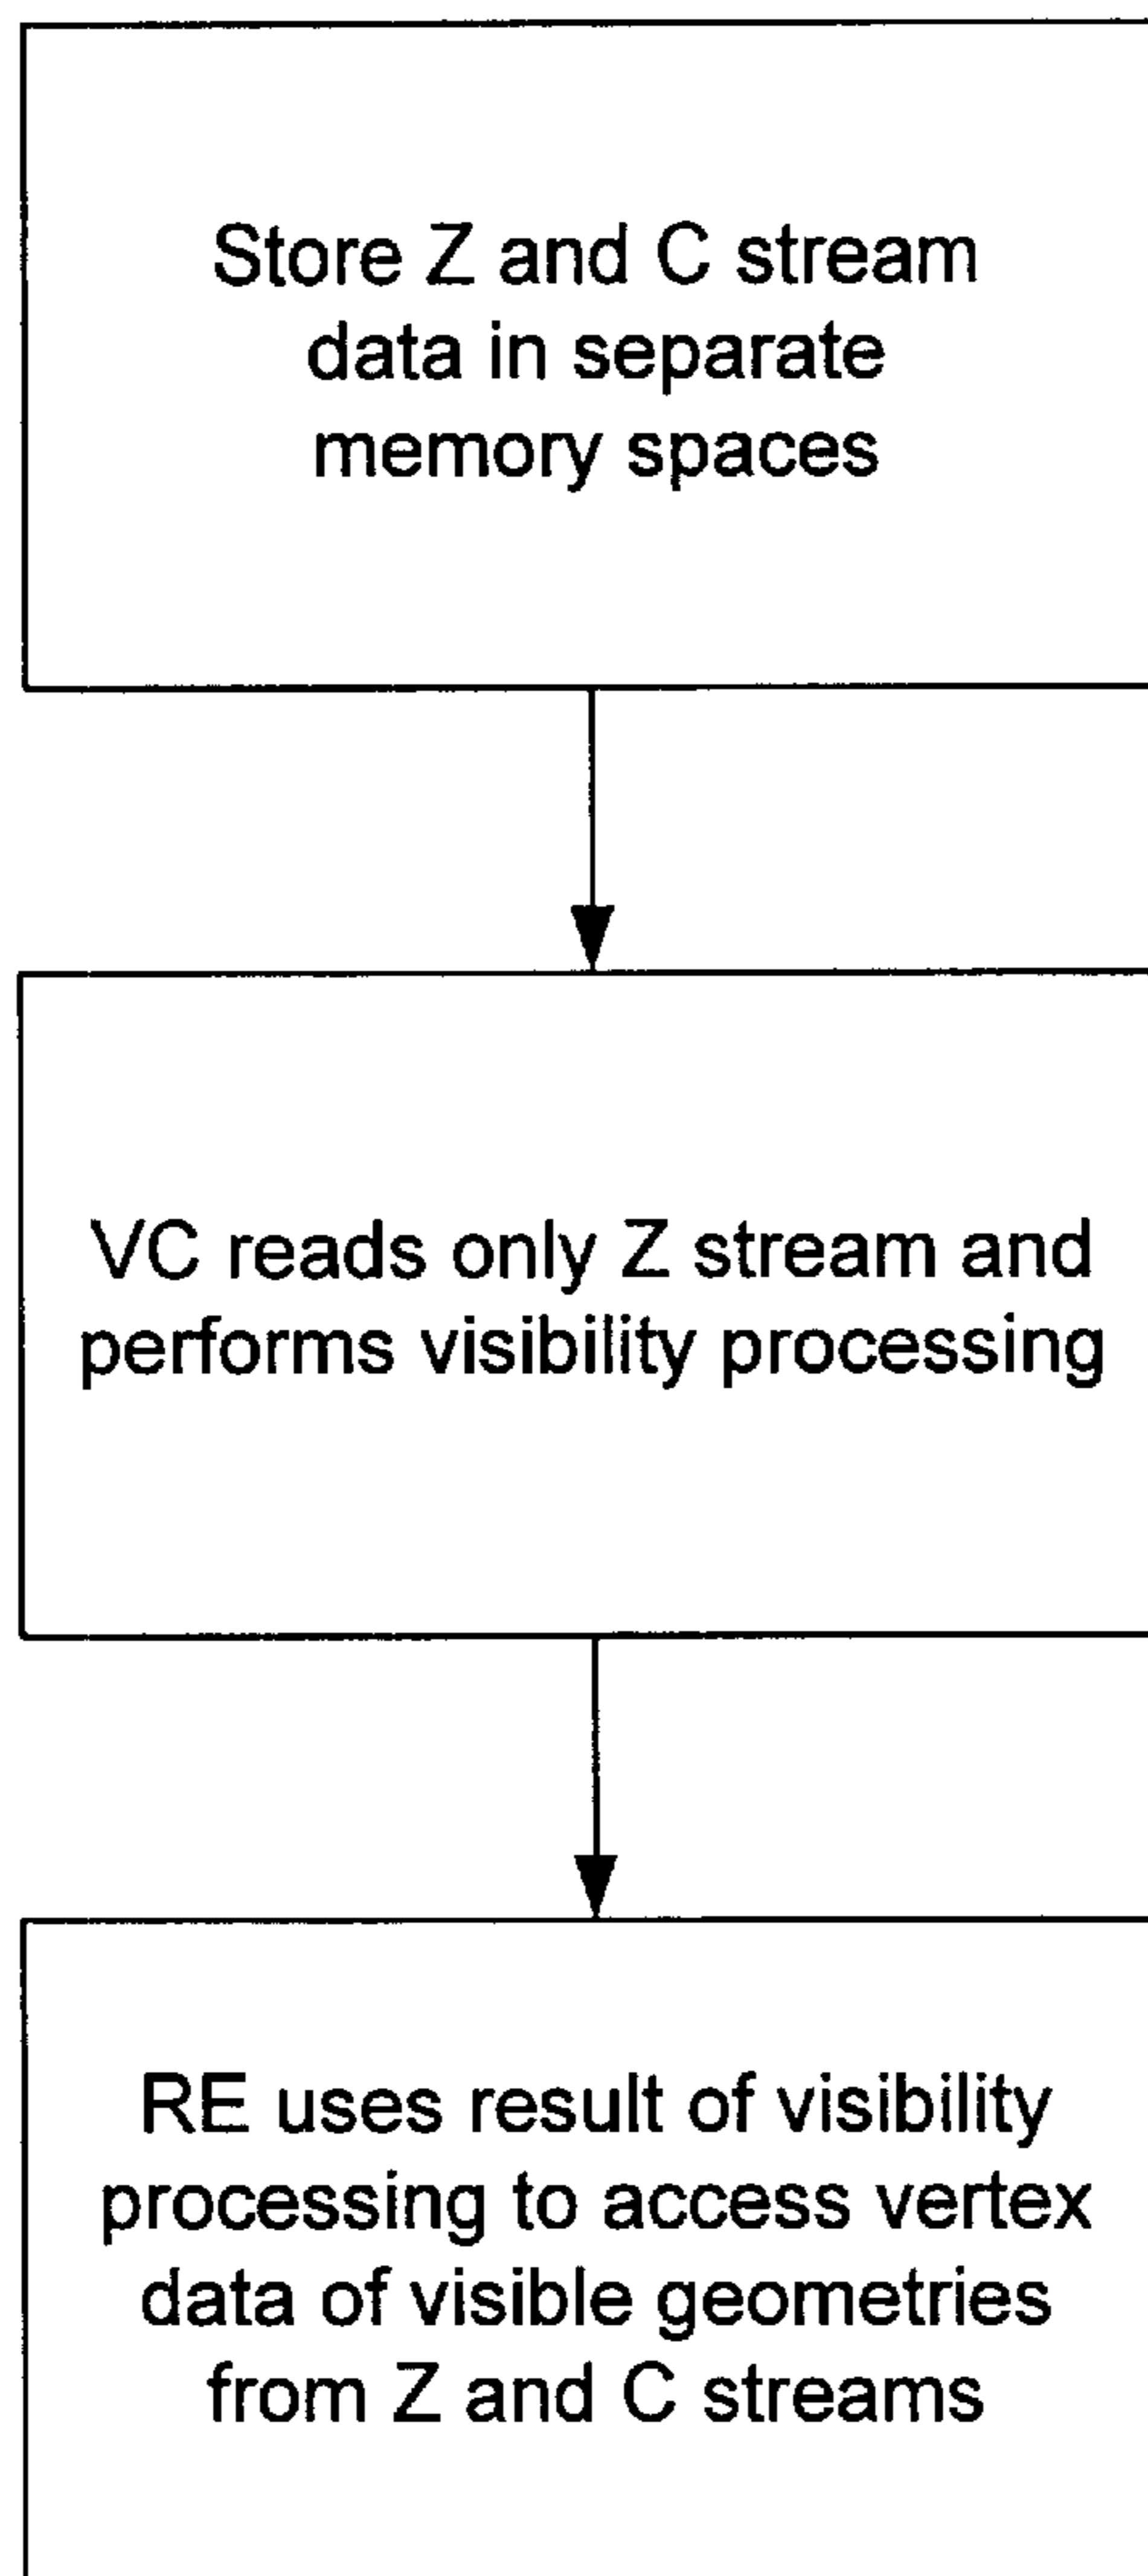 Store Z and C stream
data in separate
memory spaces
VC reads only Z stream and
performs visibility processing
RE uses result of visibility
processing to access vertex
data of visible geometries
from Z and C streams